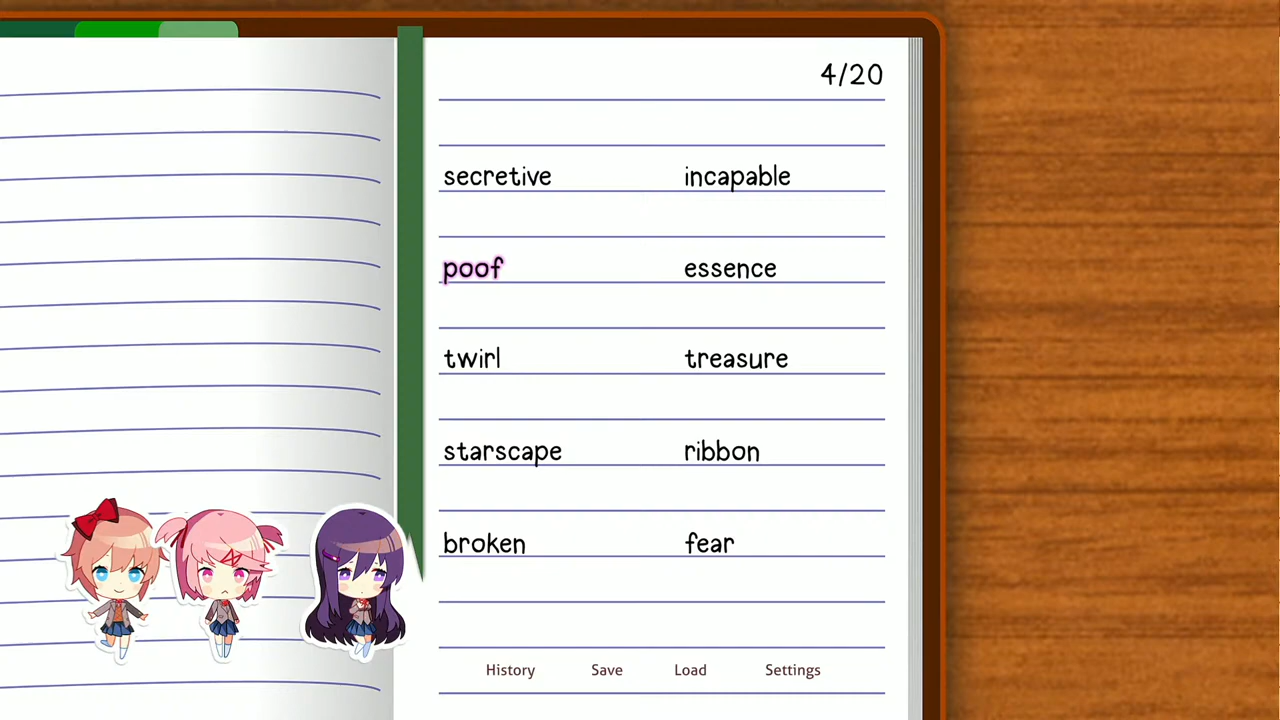 4/20
secretive incapable
poof essence
twirl treasure
starscape ribbon
broken fear
History Save Load Settings